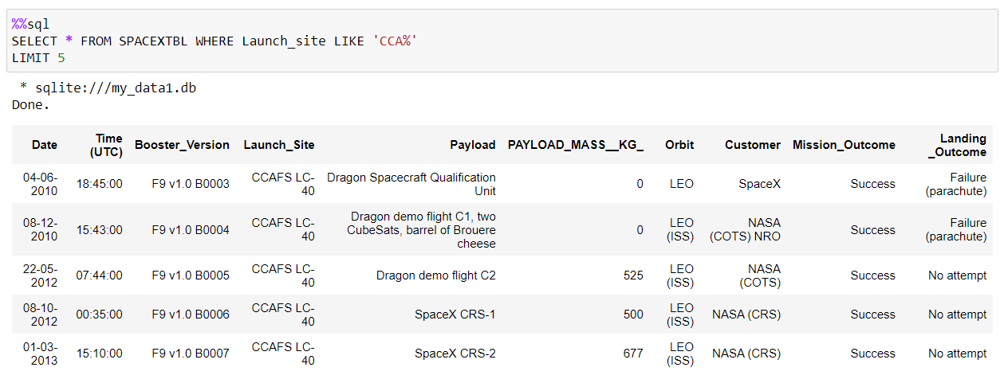 %%sql
SELECT * FROM SPACEXTBL WHERE Launch_site LIKE 'CCA%'
LIMIT 5
* sqlite:///my_data1.db
Done.
Date Time (UTC) Booster_Version Launch_Site Payload PAYLOAD_MASS__KG_ Orbit Customer Mission_Outcome Landing _Outcome
04-06-2010 18:45:00 F9 v1.0 B0003 CCAFS LC-40 Dragon Spacecraft Qualification Unit 0 LEO SpaceX Success Failure (parachute)
08-12-2010 15:43:00 F9 v1.0 B0004 CCAFS LC-40 Dragon demo flight C1, two CubeSats, barrel of Brouere cheese 0 LEO (ISS) NASA (COTS) NRO Success Failure (parachute)
22-05-2012 07:44:00 F9 v1.0 B0005 CCAFS LC-40 Dragon demo flight C2 525 LEO (ISS) NASA (COTS) Success No attempt
08-10-2012 00:35:00 F9 v1.0 B0006 CCAFS LC-40 SpaceX CRS-1 500 LEO (ISS) NASA (CRS) Success No attempt
01-03-2013 15:10:00 F9 v1.0 B0007 CCAFS LC-40 SpaceX CRS-2 677 LEO (ISS) NASA (CRS) Success No attempt